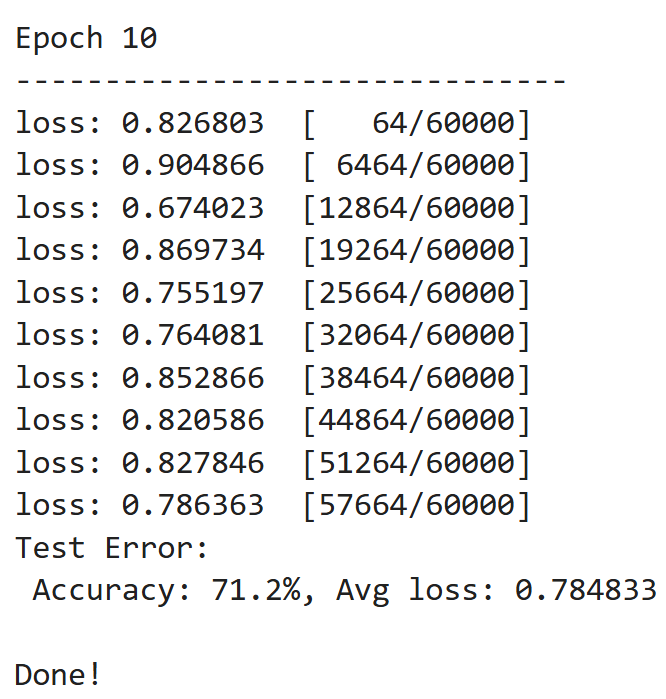 Epoch 10
-------------------------------
loss: 0.826803  [   64/60000]
loss: 0.904866  [ 6464/60000]
loss: 0.674023  [12864/60000]
loss: 0.869734  [19264/60000]
loss: 0.755197  [25664/60000]
loss: 0.764081  [32064/60000]
loss: 0.852866  [38464/60000]
loss: 0.820586  [44864/60000]
loss: 0.827846  [51264/60000]
loss: 0.786363  [57664/60000]
Test Error:
 Accuracy: 71.2%, Avg loss: 0.784833
Done!